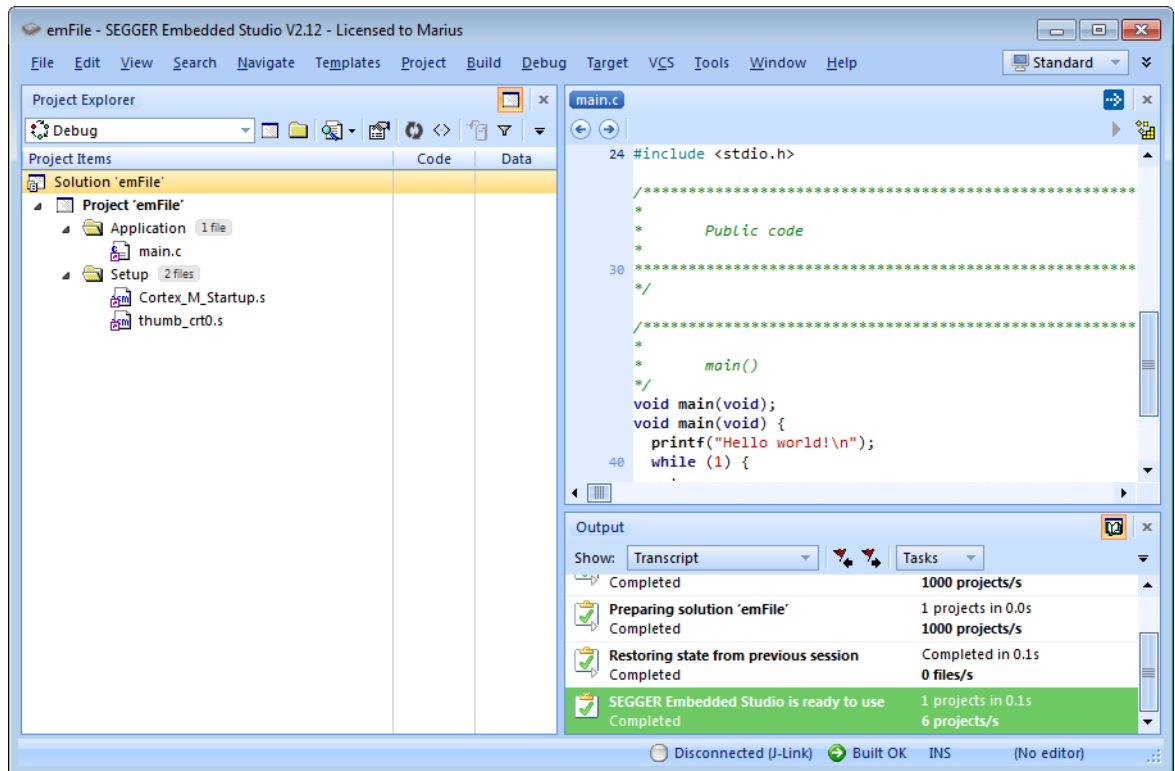 emFile - SEGGER Embedded Studio V2.12 - Licensed to Marius
File Edit View Search Navigate Templates Project Build Debug Target VCS Tools Window Help Standard
Project Explorer
Debug
Project Items Code Data
Solution 'emFile'
Project 'emFile'
Application 1 file
main.c
Setup 2 files
asm Cortex_M_Startup.s
asm thumb_crt0.s
main.c
24 #include <stdio.h>
/*******************************************************
*
* Public code
*
30 ********************************************************
*/
/*******************************************************
*
* main()
*/
void main(void);
void main(void) {
printf("Hello world!\n");
40 while (1) {
Output
Show: Transcript Tasks
Completed 1000 projects/s
Preparing solution 'emFile' 1 projects in 0.0s
Completed 1000 projects/s
Restoring state from previous session Completed in 0.1s
Completed 0 files/s
SEGGER Embedded Studio is ready to use 1 projects in 0.1s
Completed 6 projects/s
Disconnected (J-Link) Built OK INS (No editor)